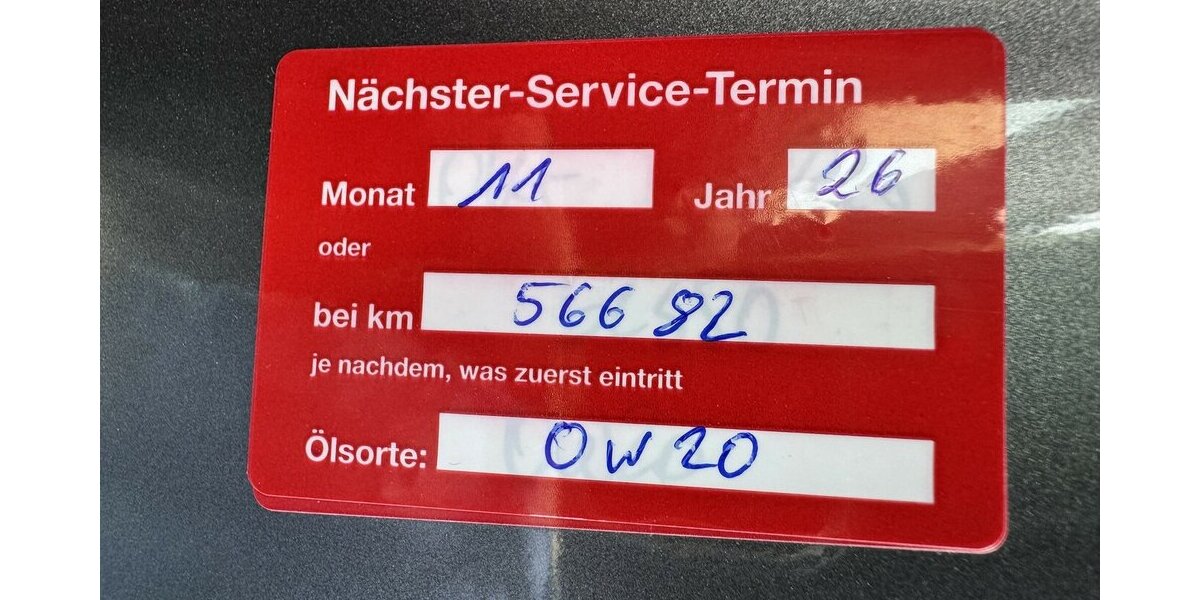 Nächster-Service-Termin
Monat 11 Jahr 26
oder
bei km 566 82
je nachdem, was zuerst eintritt
Ölsorte: 0W20